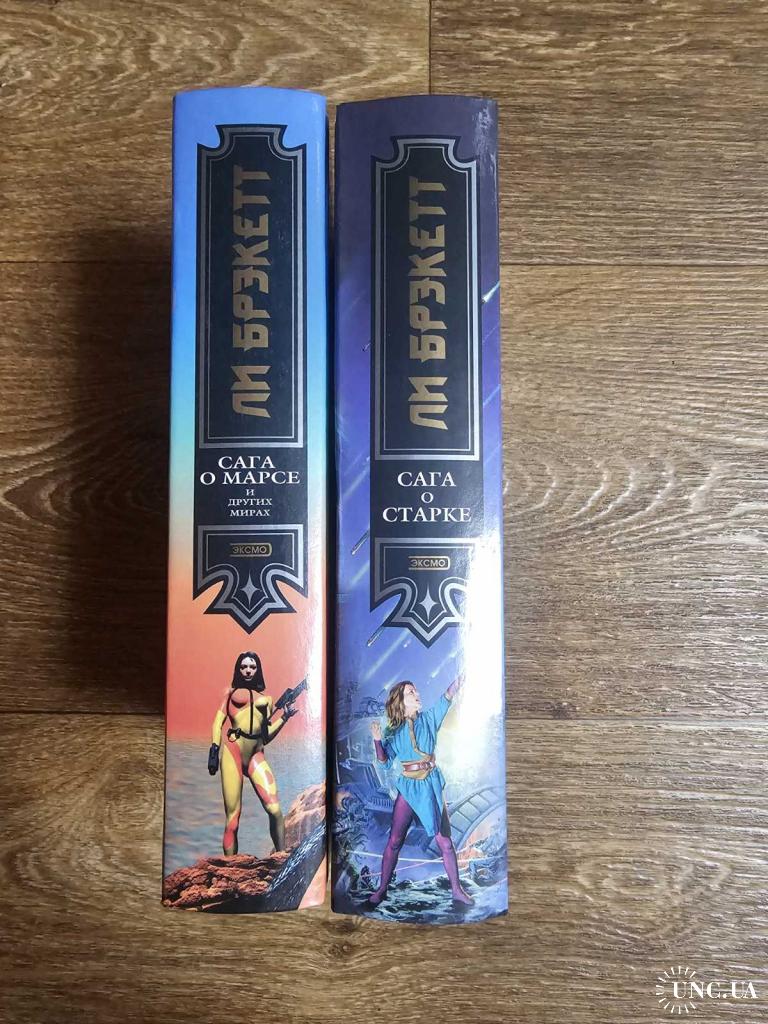 ЛИ БРЭКЕТТ
САГА
О МАРСЕ
И
ДРУГИХ
МИРАХ
ЭКСМО
ЛИ БРЭКЕТТ
САГА
О
СТАРКЕ
ЭКСМО
UNC.UA